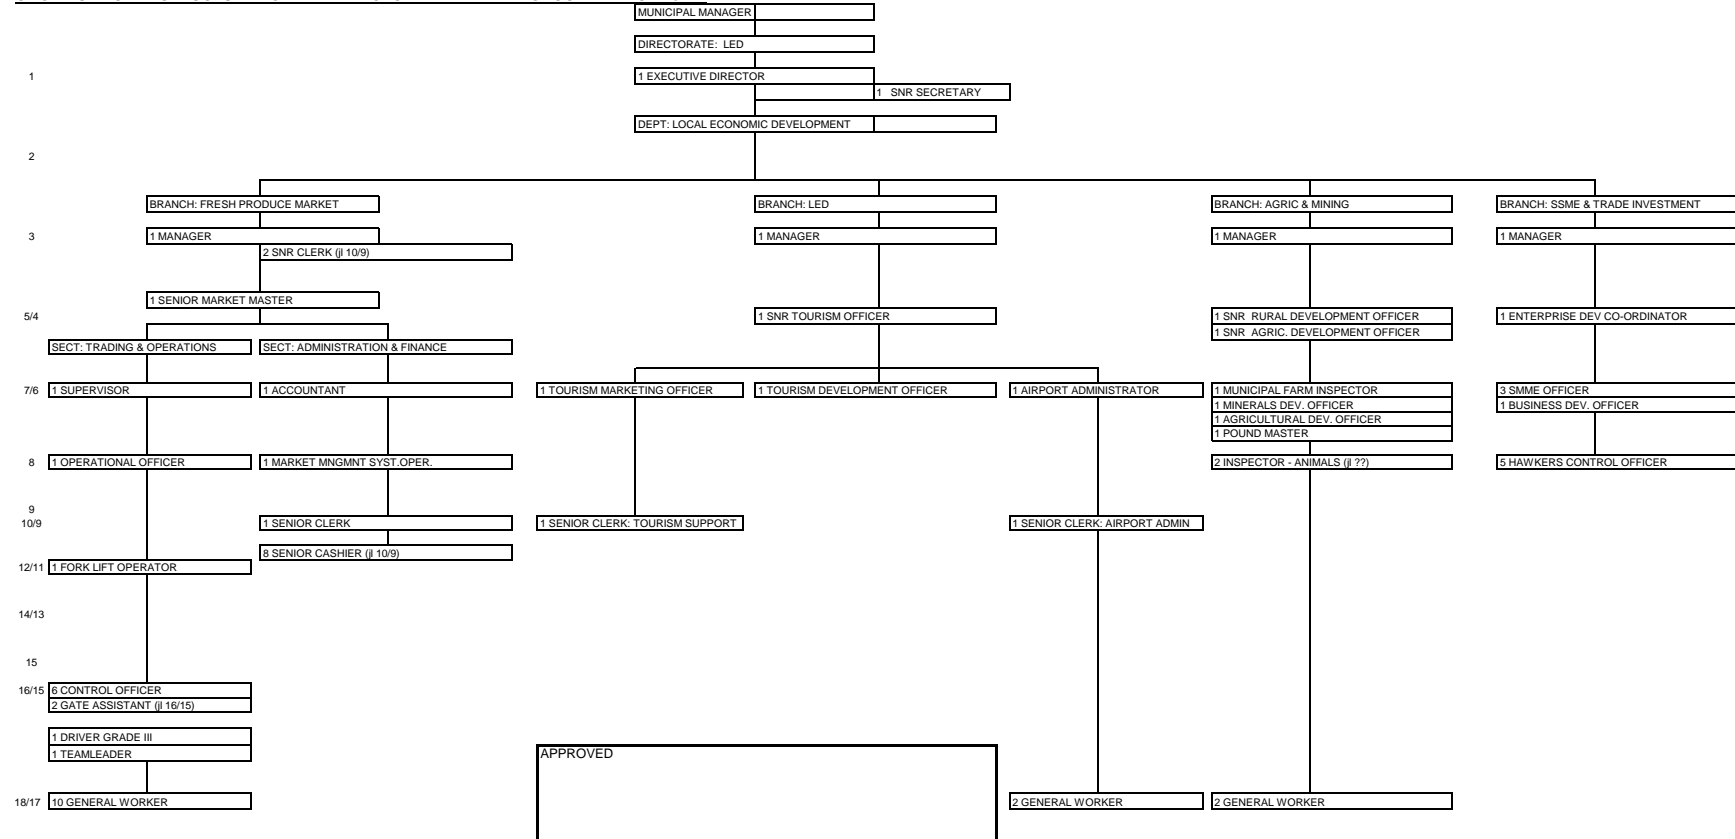 MUNICIPAL MANAGER
DIRECTORATE: LED
1 1 EXECUTIVE DIRECTOR
1 SNR SECRETARY
DEPT: LOCAL ECONOMIC DEVELOPMENT
2
BRANCH: FRESH PRODUCE MARKET BRANCH: LED BRANCH: AGRIC & MINING BRANCH: SSME & TRADE INVESTMENT
3 1 MANAGER 1 MANAGER 1 MANAGER 1 MANAGER
2 SNR CLERK (jl 10/9)
1 SENIOR MARKET MASTER
5/4 1 SNR TOURISM OFFICER 1 SNR RURAL DEVELOPMENT OFFICER 1 ENTERPRISE DEV CO-ORDINATOR
1 SNR AGRIC. DEVELOPMENT OFFICER
SECT: TRADING & OPERATIONS SECT: ADMINISTRATION & FINANCE
7/6 1 SUPERVISOR 1 ACCOUNTANT 1 TOURISM MARKETING OFFICER 1 TOURISM DEVELOPMENT OFFICER 1 AIRPORT ADMINISTRATOR 1 MUNICIPAL FARM INSPECTOR 3 SMME OFFICER
1 MINERALS DEV. OFFICER 1 BUSINESS DEV. OFFICER
1 AGRICULTURAL DEV. OFFICER
1 POUND MASTER
8 1 OPERATIONAL OFFICER 1 MARKET MNGMNT SYST.OPER. 2 INSPECTOR - ANIMALS (jl ??) 5 HAWKERS CONTROL OFFICER
9
10/9 1 SENIOR CLERK 1 SENIOR CLERK: TOURISM SUPPORT 1 SENIOR CLERK: AIRPORT ADMIN
8 SENIOR CASHIER (jl 10/9)
12/11 1 FORK LIFT OPERATOR
14/13
15
16/15 6 CONTROL OFFICER
2 GATE ASSISTANT (jl 16/15)
1 DRIVER GRADE III
1 TEAMLEADER
APPROVED
18/17 10 GENERAL WORKER 2 GENERAL WORKER 2 GENERAL WORKER